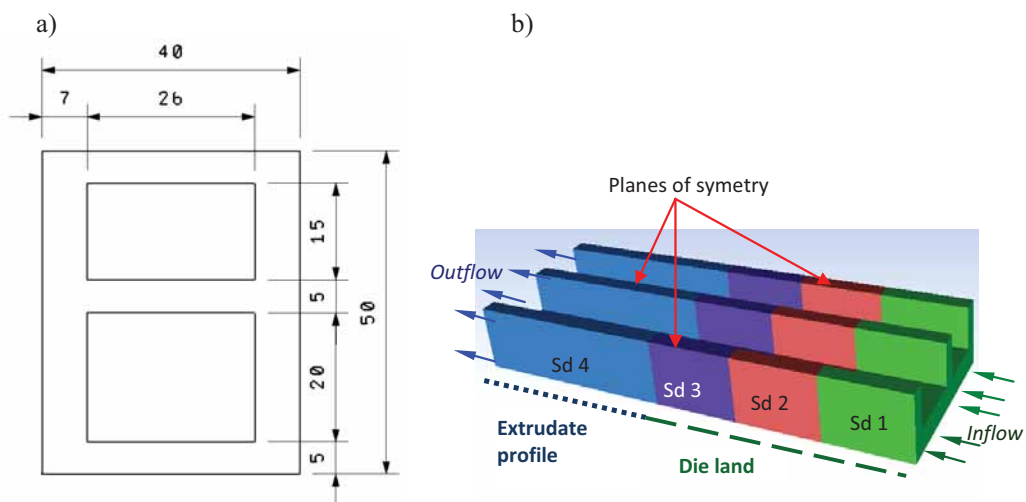 a)
b)
40
7
26
15
5
50
20
5
Planes of symetry
Outflow
Sd 4
Sd 3
Sd 2
Sd 1
Inflow
Extrudate
profile
Die land